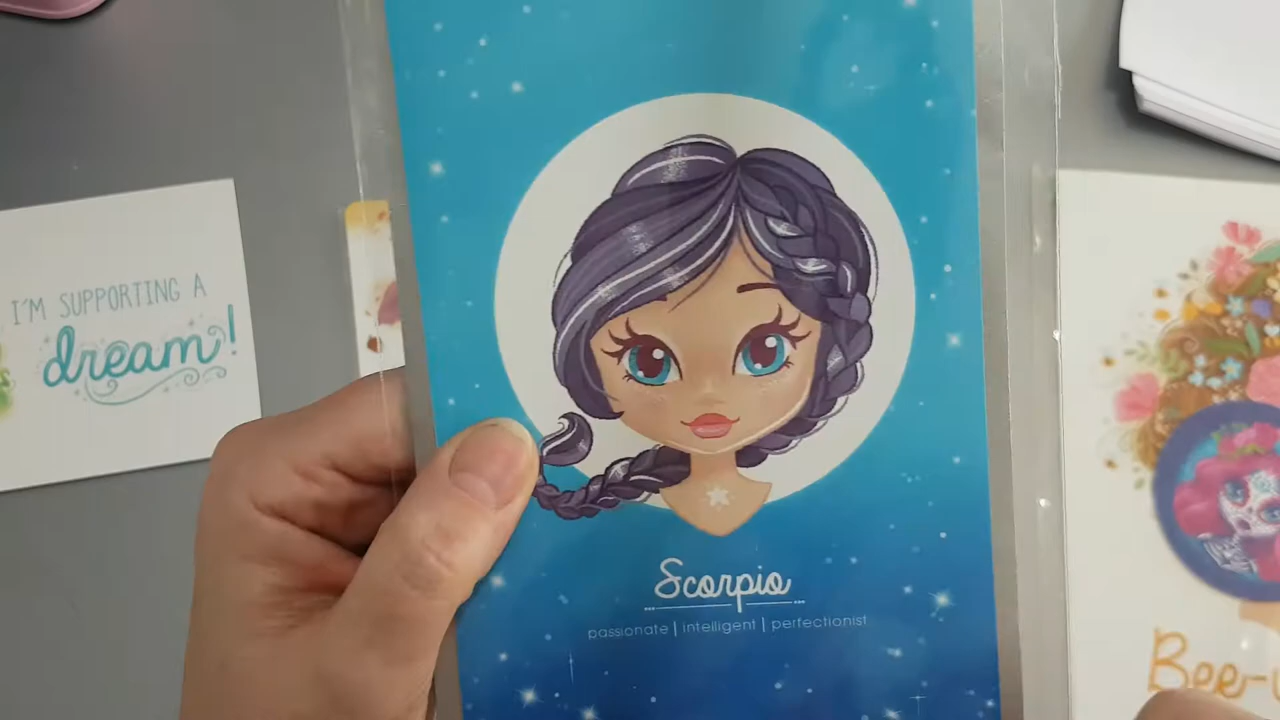 I'M SUPPORTING A
dream!
Scorpio
passionate | intelligent | perfectionist